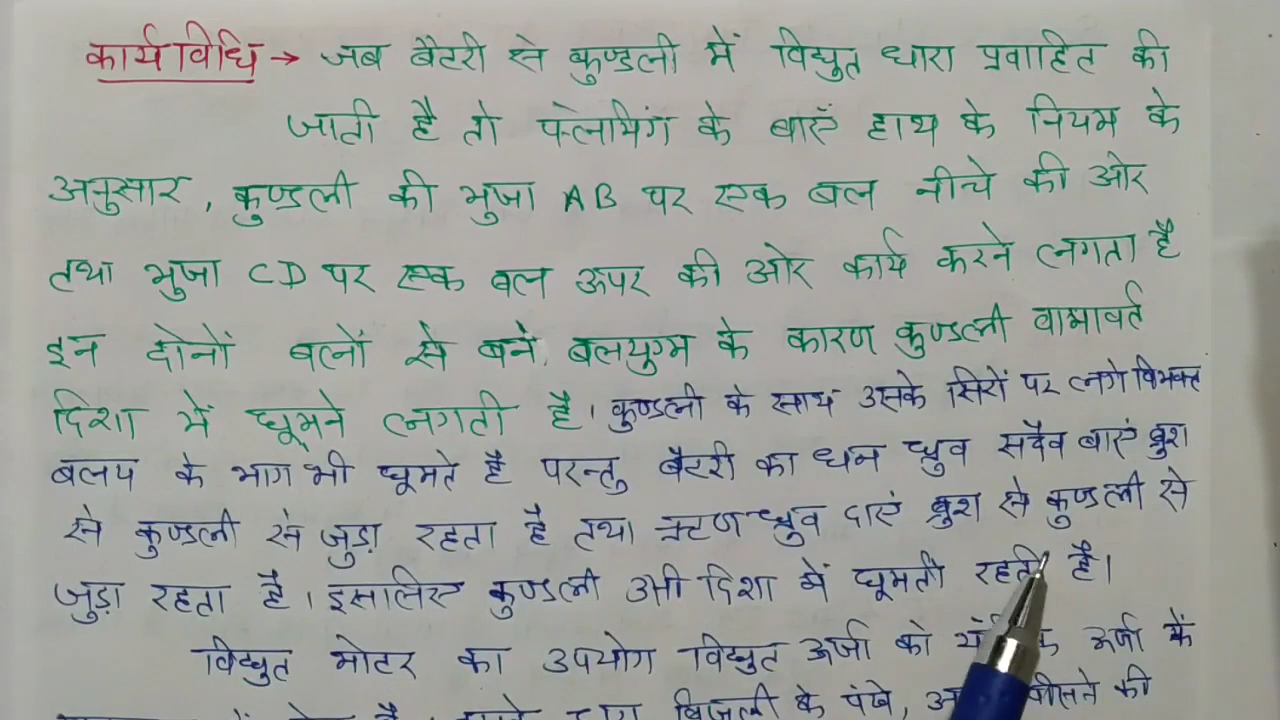 कार्यविधि → जब बैटरी से कुण्डली में विद्युत धारा प्रवाहित की
जाती है तो फ्लेमिंग के बाएँ हाथ के नियम के
अनुसार, कुण्डली की भुजा AB पर एक बल नीचे की ओर
तथा भुजा CD पर एक बल ऊपर की ओर कार्य करने लगता है
इन दोनों बलों से बने, बलयुग्म के कारण कुण्डली वामावर्त
दिशा में घूमने लगती है। कुण्डली के साथ उसके सिरों पर लगे विभक्त
बलय के भाग भी घूमते है परन्तु बैटरी का धन ध्रुव सदैव बाएं ब्रुश
से कुण्डली से जुड़ा रहता है तथा ऋण ध्रुव दाएं ब्रुश से कुण्डली से
जुड़ा रहता है। इसलिए कुण्डली उसी दिशा में घूमती रहती है।
विद्युत मोटर का उपयोग विद्युत ऊर्जा को ऊर्जा में
बिजली के पंखे, की